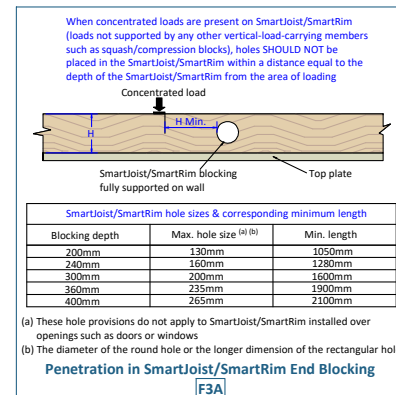 When concentrated loads are present on SmartJoist/SmartRim
(loads not supported by any other vertical-load-carrying members
such as squash/compression blocks), holes SHOULD NOT be
placed in the SmartJoist/SmartRim within a distance equal to the
depth of the SmartJoist/SmartRim from the area of loading
Concentrated load
H
H Min.
SmartJoist/SmartRim blocking
fully supported on wall
Top plate
SmartJoist/SmartRim hole sizes & corresponding minimum length
Blocking depth Max. hole size (a) (b) Min. length
200mm 130mm 1050mm
240mm 160mm 1280mm
300mm 200mm 1600mm
360mm 235mm 1900mm
400mm 265mm 2100mm
(a) These hole provisions do not apply to SmartJoist/SmartRim installed over
openings such as doors or windows
(b) The diameter of the round hole or the longer dimension of the rectangular hol
Penetration in SmartJoist/SmartRim End Blocking
F3A